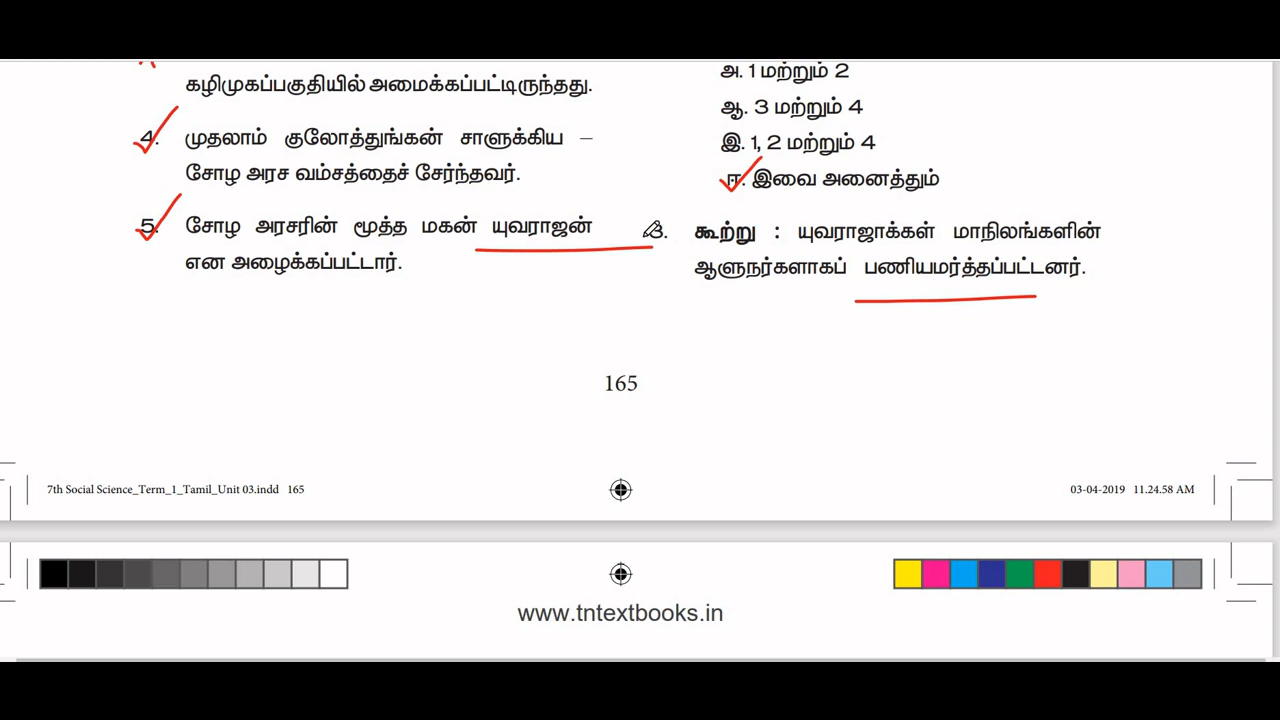 கழிமுகப்பகுதியில் அமைக்கப்பட்டிருந்தது.
4. முதலாம் குலோத்துங்கன் சாளுக்கிய –
சோழ அரச வம்சத்தைச் சேர்ந்தவர்.
5. சோழ அரசரின் மூத்த மகன் யுவராஜன்
என அழைக்கப்பட்டார்.
அ. 1 மற்றும் 2
ஆ. 3 மற்றும் 4
இ. 1, 2 மற்றும் 4
ஈ. இவை அனைத்தும்
3. கூற்று : யுவராஜாக்கள் மாநிலங்களின்
ஆளுநர்களாகப் பணியமர்த்தப்பட்டனர்.
165
7th Social Science_Term_1_Tamil_Unit 03.indd 165
03-04-2019 11.24.58 AM
www.tntextbooks.in